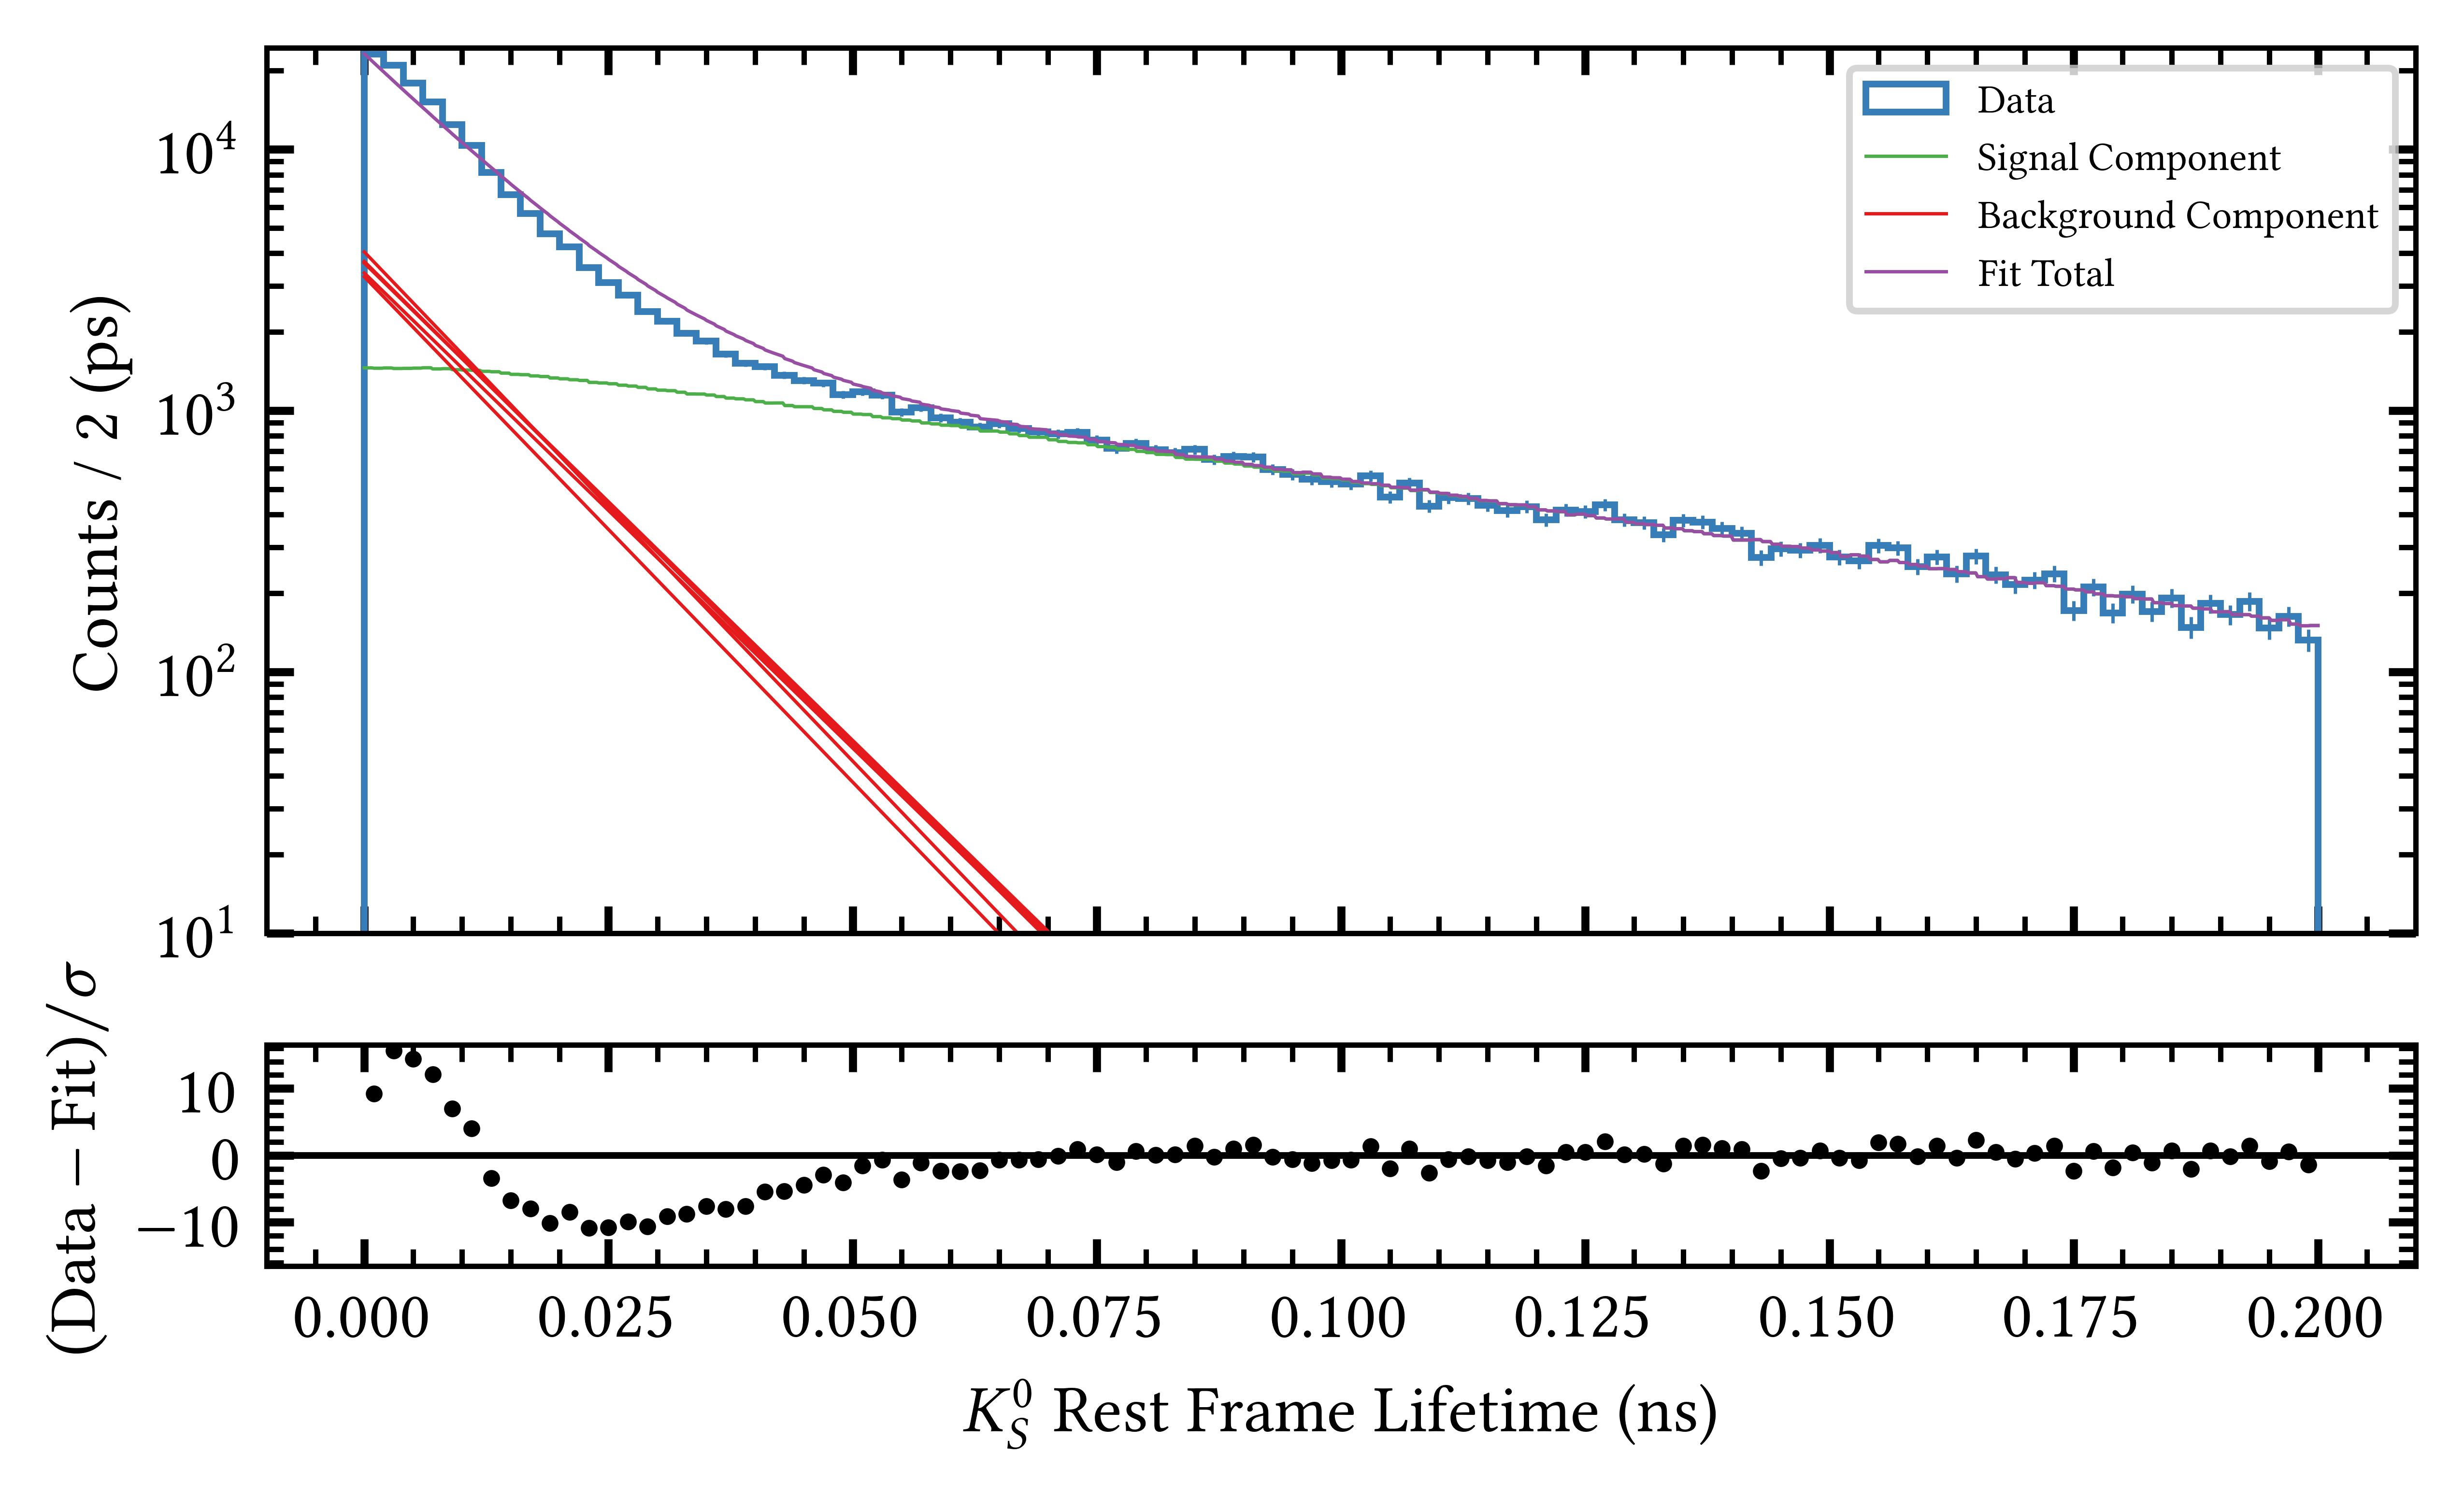 Counts / 2 (ps)
10⁴
10³
10²
10¹
Data
Signal Component
Background Component
Fit Total
(Data − Fit)/σ
10
0
−10
0.000 0.025 0.050 0.075 0.100 0.125 0.150 0.175 0.200
K⁰_S Rest Frame Lifetime (ns)